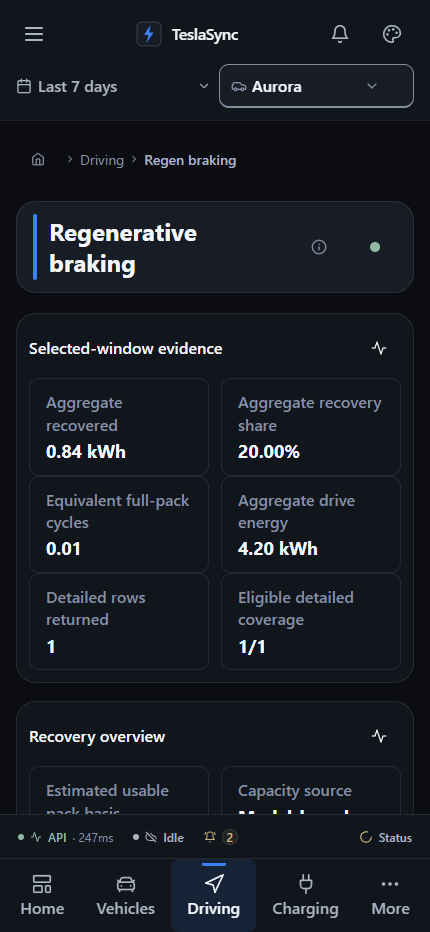 TeslaSync
Last 7 days
Aurora
Driving
Regen braking
Regenerative
braking
Selected-window evidence
Aggregate
recovered
0.84 kWh
Aggregate recovery
share
20.00%
Equivalent full-pack
cycles
0.01
Aggregate drive
energy
4.20 kWh
Detailed rows
returned
1
Eligible detailed
coverage
1/1
Recovery overview
Estimated usable
pack basis
Capacity source
API · 247ms
Idle
2
Status
Home
Vehicles
Driving
Charging
More